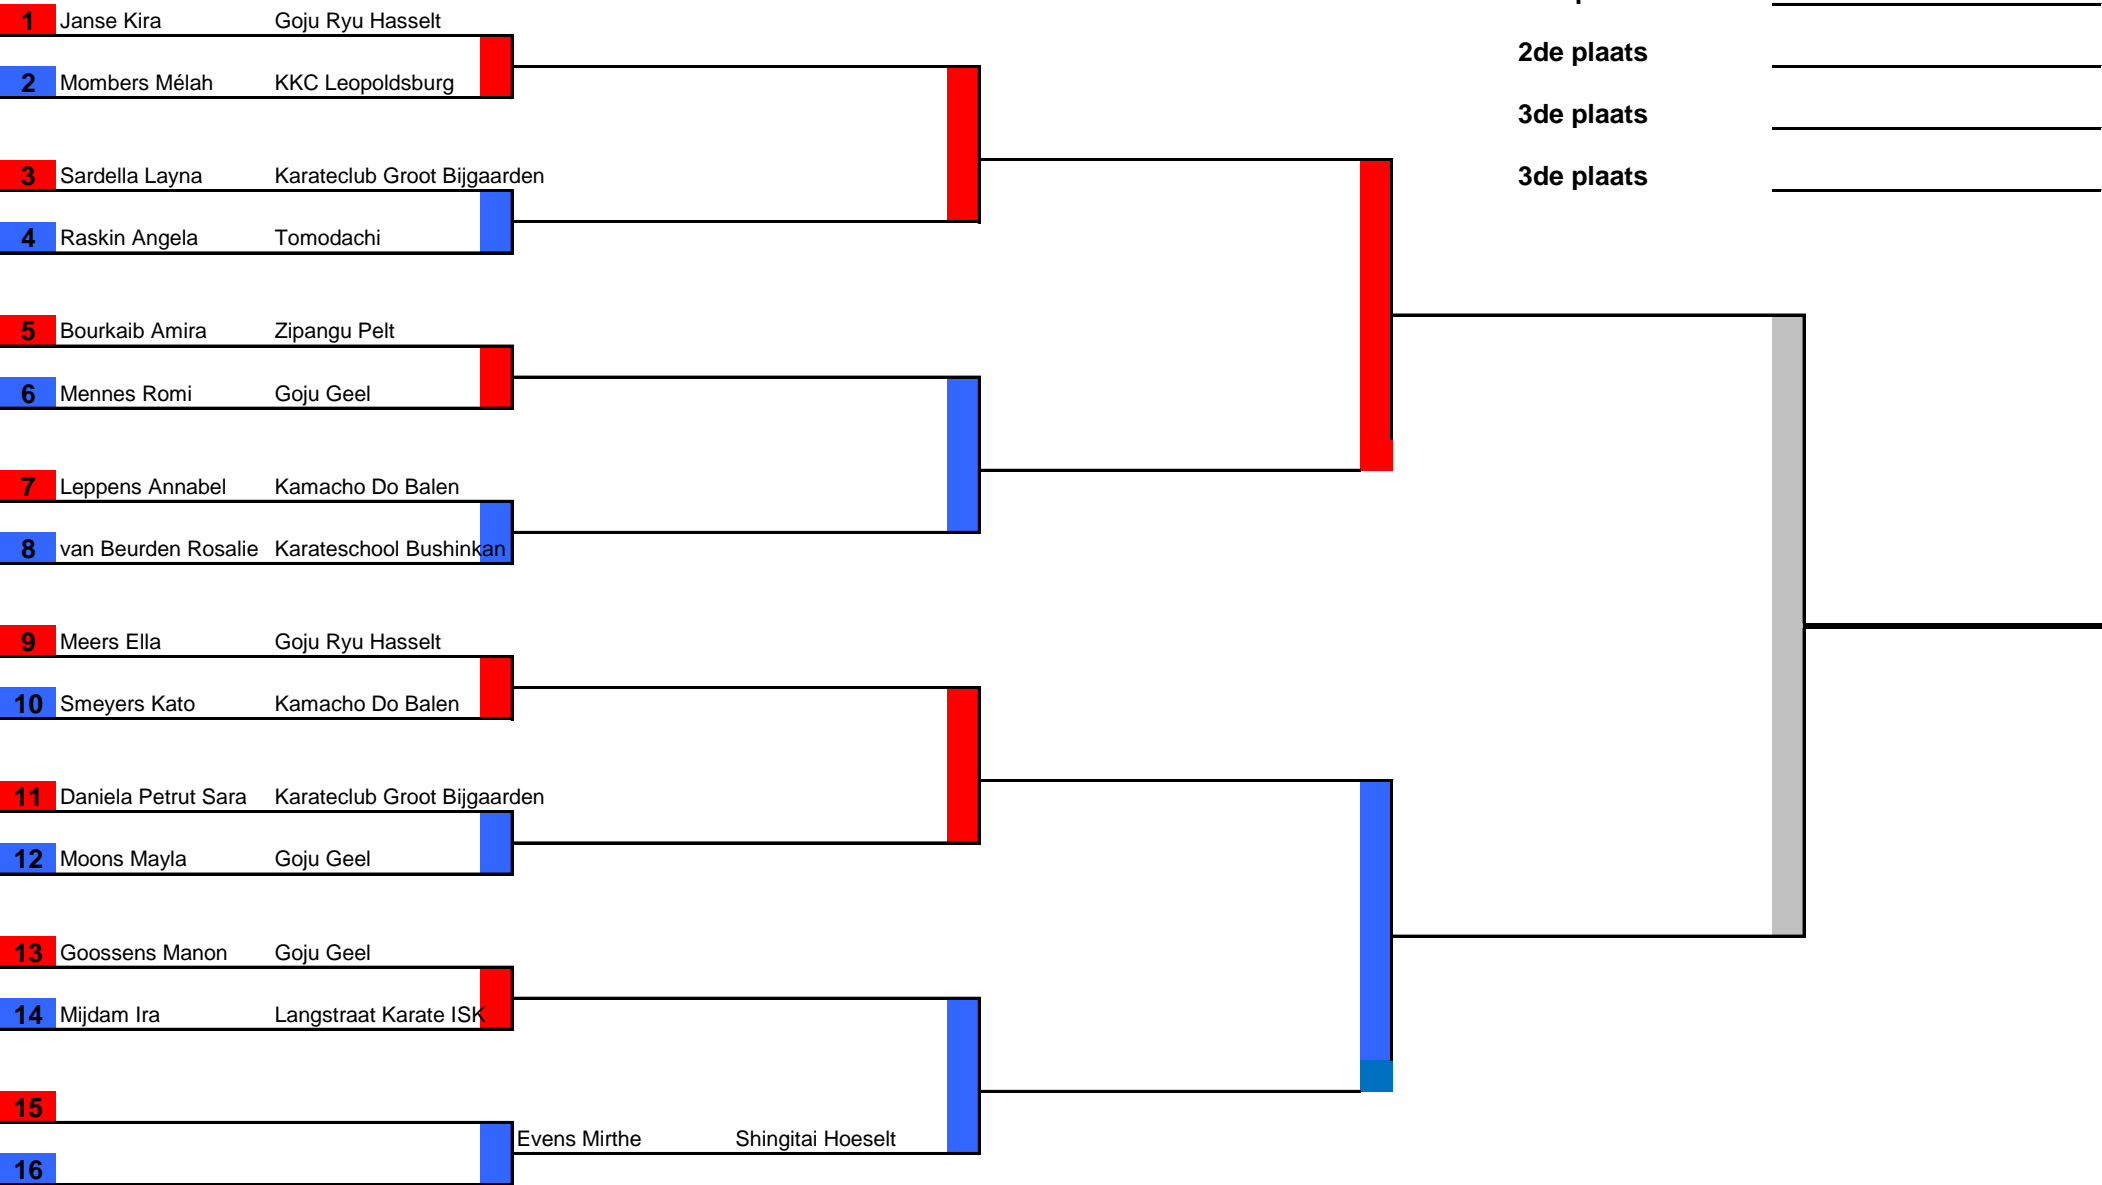 1 Janse Kira Goju Ryu Hasselt
2de plaats
2 Mombers Mélah KKC Leopoldsburg
3de plaats
3 Sardella Layna Karateclub Groot Bijgaarden
3de plaats
4 Raskin Angela Tomodachi
5 Bourkaib Amira Zipangu Pelt
6 Mennes Romi Goju Geel
7 Leppens Annabel Kamacho Do Balen
8 van Beurden Rosalie Karateschool Bushinkan
9 Meers Ella Goju Ryu Hasselt
10 Smeyers Kato Kamacho Do Balen
11 Daniela Petrut Sara Karateclub Groot Bijgaarden
12 Moons Mayla Goju Geel
13 Goossens Manon Goju Geel
14 Mijdam Ira Langstraat Karate ISK
15
Evens Mirthe Shingitai Hoeselt
16